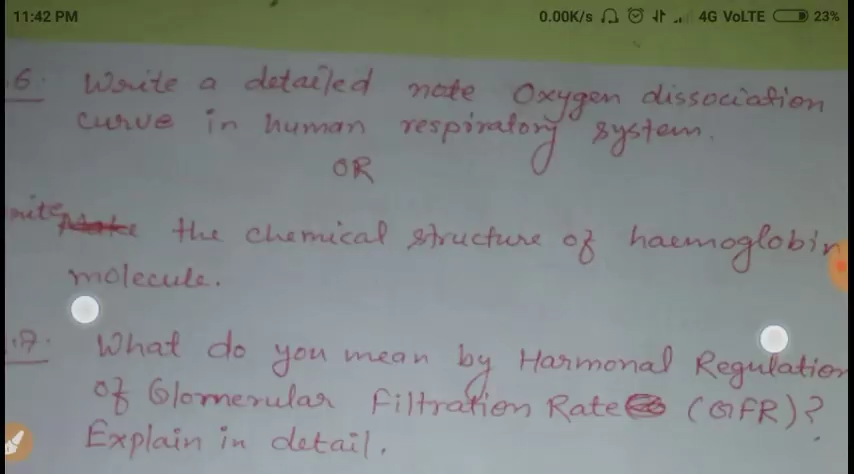 11:42 PM 0.00K/s 4G VoLTE 23%
.6. Write a detailed note Oxygen dissociation
curve in human respiratory system.
OR
the chemical structure of haemoglobin
molecule.
.7. What do you mean by Harmonal Regulation
of Glomerular Filtration Rate (GFR)?
Explain in detail.